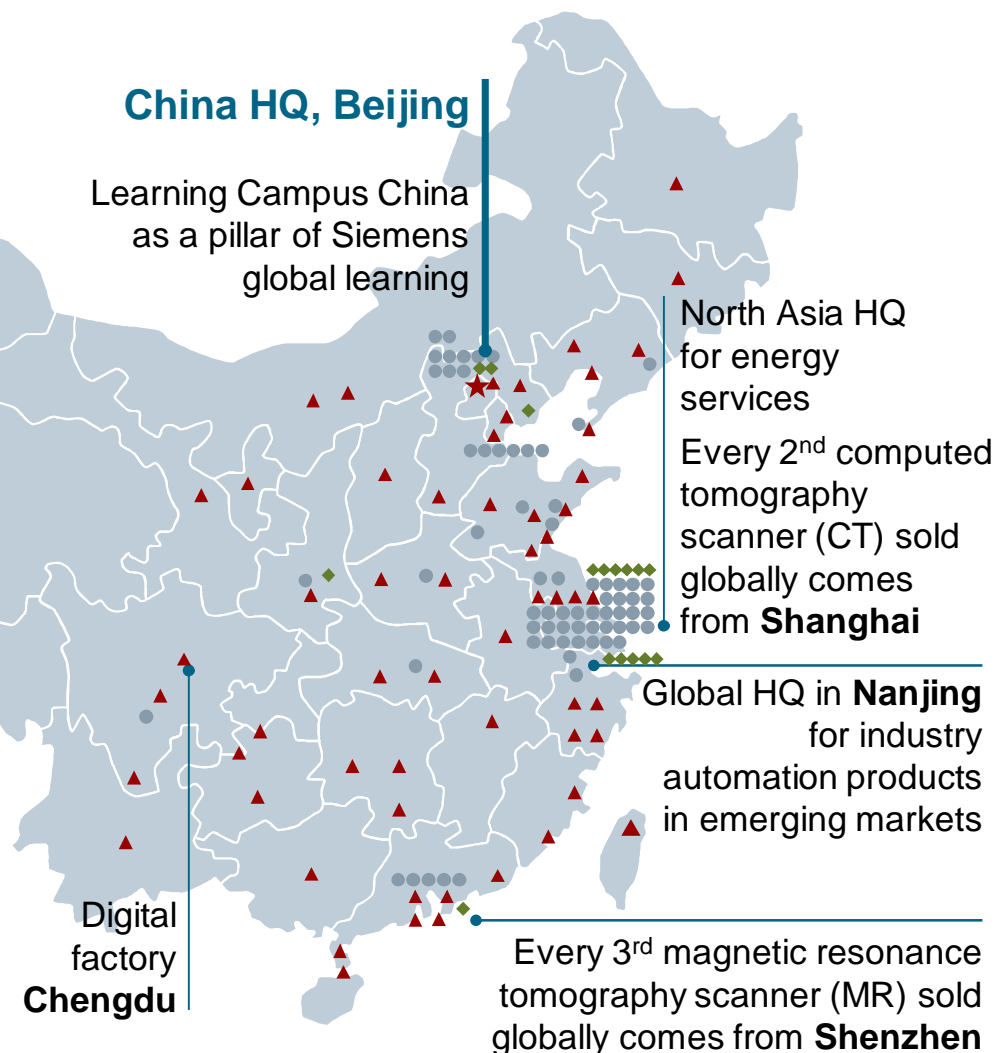 China HQ, Beijing
Learning Campus China
as a pillar of Siemens
global learning
North Asia HQ
for energy
services
Every 2nd computed
tomography
scanner (CT) sold
globally comes
from Shanghai
Global HQ in Nanjing
for industry
automation products
in emerging markets
Digital
factory
Chengdu
Every 3rd magnetic resonance
tomography scanner (MR) sold
globally comes from Shenzhen